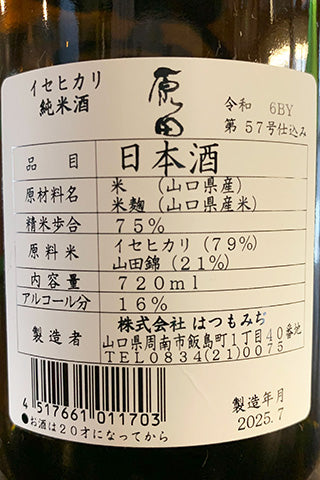 イセヒカリ
純米酒
原田
令和 6BY
第57号仕込み
品目 日本酒
原材料名 米 (山口県産)
米麹 (山口県産米)
精米歩合 75%
原料米 イセヒカリ(79%)
山田錦(21%)
内容量 720ml
アルコール分 16%
製造者 株式会社はつもみぢ
山口県周南市飯島町1丁目40番地
TEL0834(21)0075
4 517661 011703
●お酒は20才になってから
製造年月
2025.7